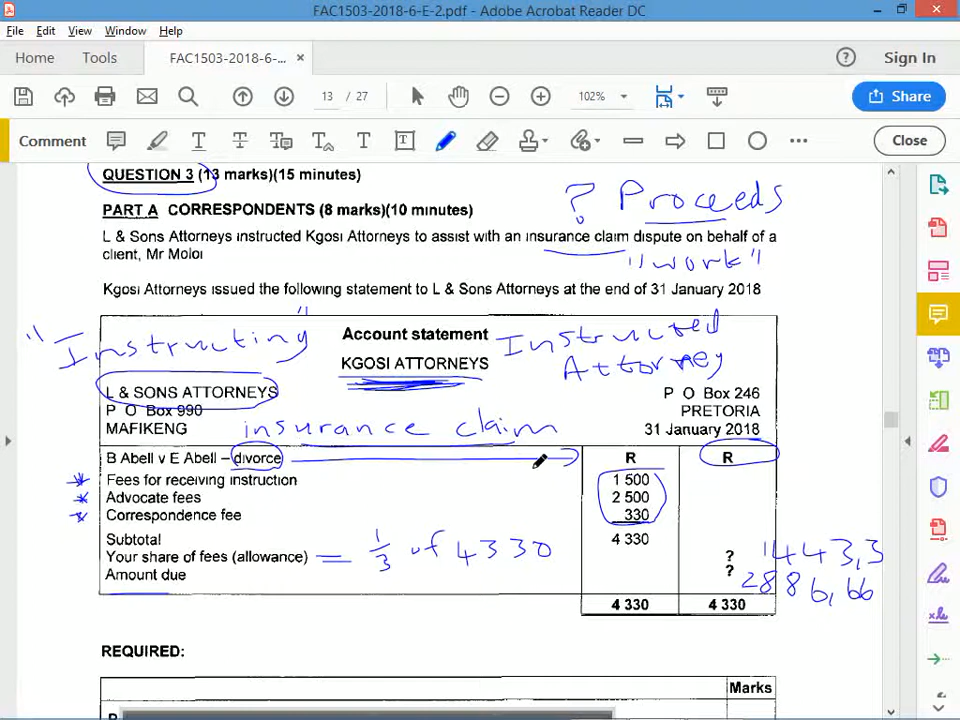 FAC1503-2018-6-E-2.pdf - Adobe Acrobat Reader DC
File Edit View Window Help
Home Tools FAC1503-2018-6-... × Sign In
13 / 27 102% Share
Comment Close
QUESTION 3 (13 marks)(15 minutes)
? Proceeds
PART A CORRESPONDENTS (8 marks)(10 minutes)
L & Sons Attorneys instructed Kgosi Attorneys to assist with an insurance claim dispute on behalf of a
client, Mr Moloi
"work"
Kgosi Attorneys issued the following statement to L & Sons Attorneys at the end of 31 January 2018
"Instructing"
Account statement
Instructed
KGOSI ATTORNEYS
Attorney
L & SONS ATTORNEYS P O Box 246
P O Box 990 PRETORIA
MAFIKENG insurance claim 31 January 2018
B Abell v E Abell – divorce R R
Fees for receiving instruction 1 500
Advocate fees 2 500
Correspondence fee 330
Subtotal 4 330
Your share of fees (allowance) = 1/3 of 4330 ? 1443,3
Amount due ? 2886,66
4 330 4 330
REQUIRED:
Marks